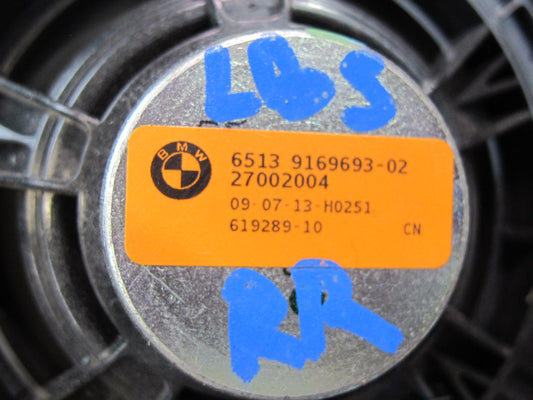 LBS
BMW
6513 9169693-02
27002004
09-07-13-H0251
619289-10 CN
RR